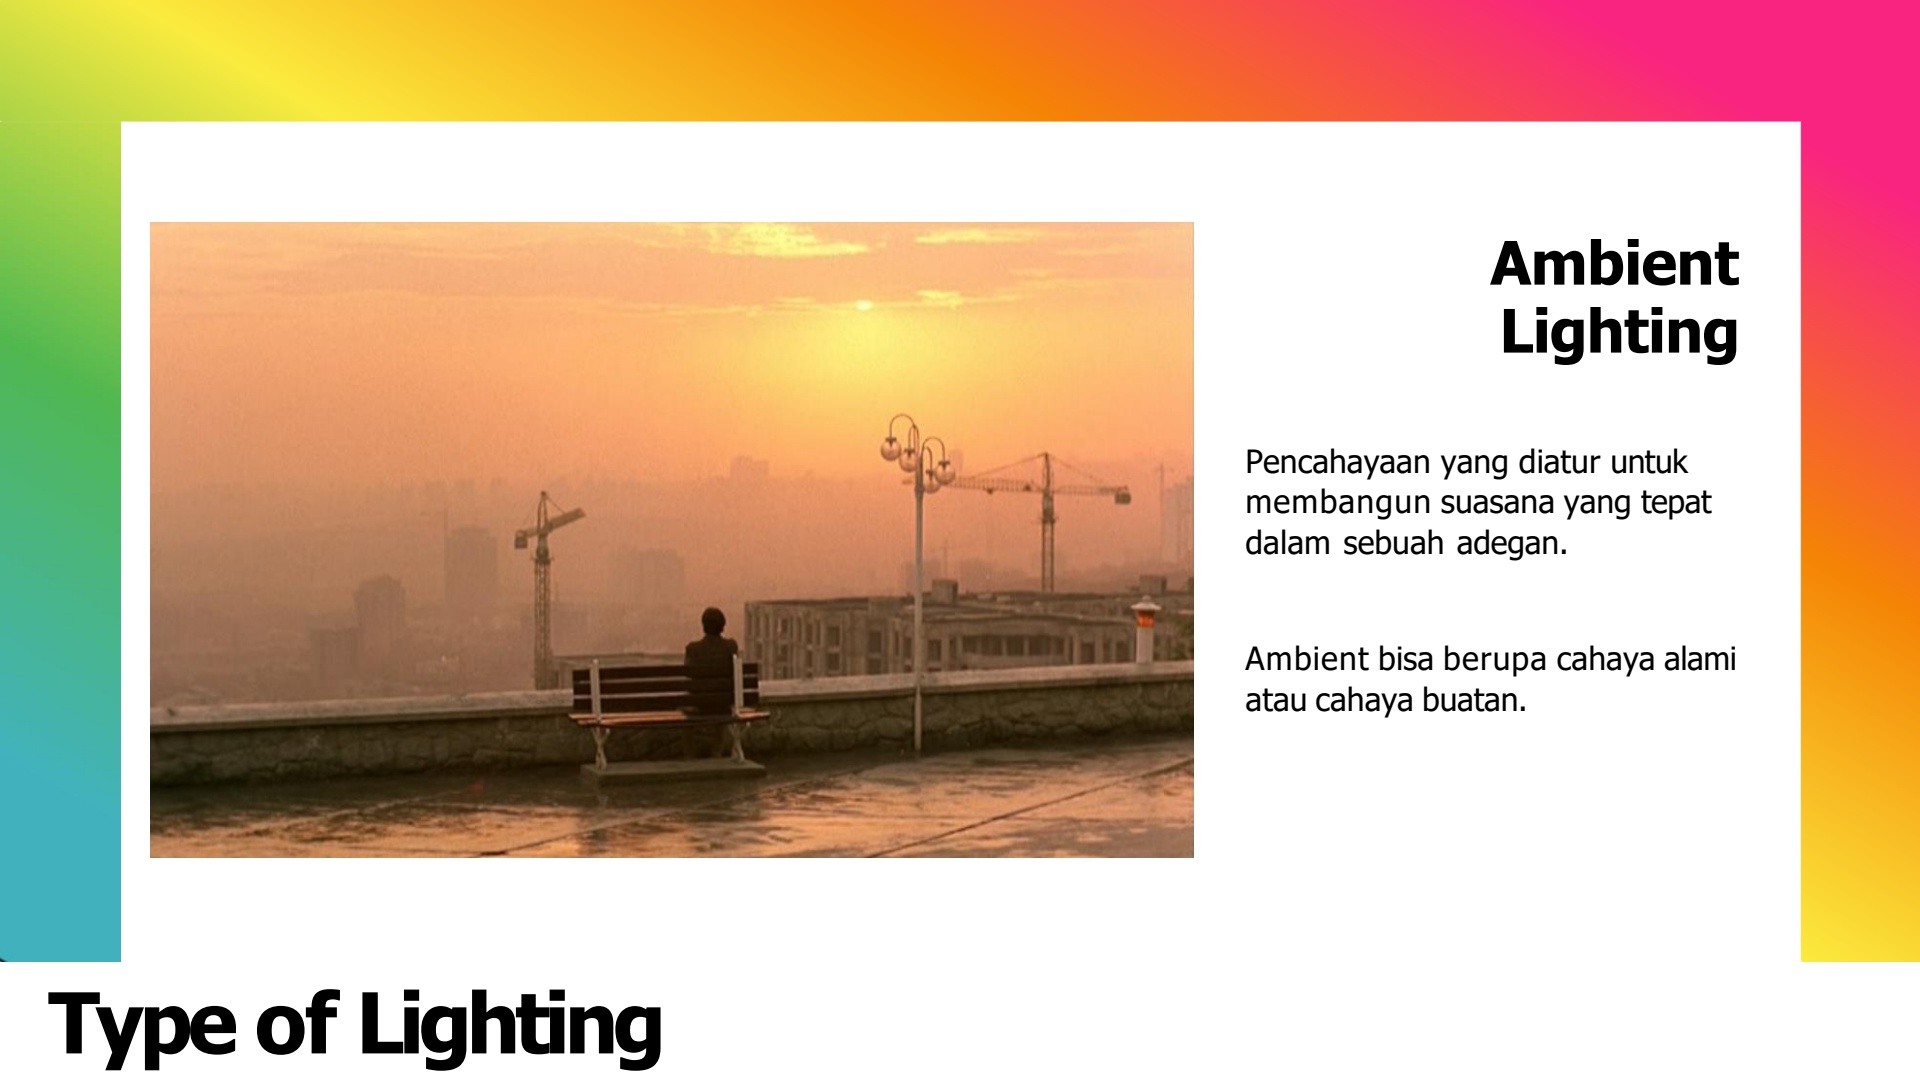 Ambient
Lighting
Pencahayaan yang diatur untuk
membangun suasana yang tepat
dalam sebuah adegan.
Ambient bisa berupa cahaya alami
atau cahaya buatan.
Type of Lighting